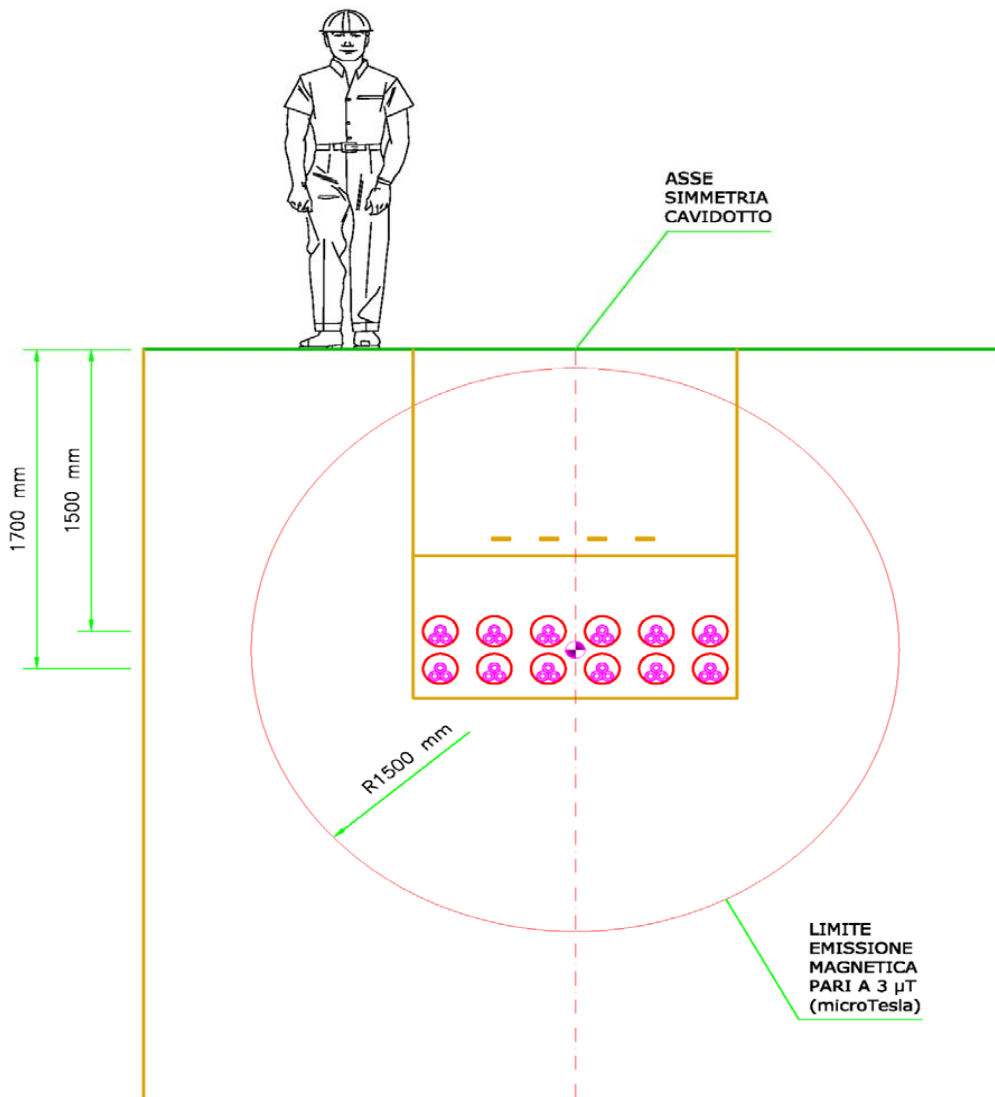 ASSE
SIMMETRIA
CAVIDOTTO
1700 mm
1500 mm
R1500 mm
LIMITE
EMISSIONE
MAGNETICA
PARI A 3 µT
(microTesla)